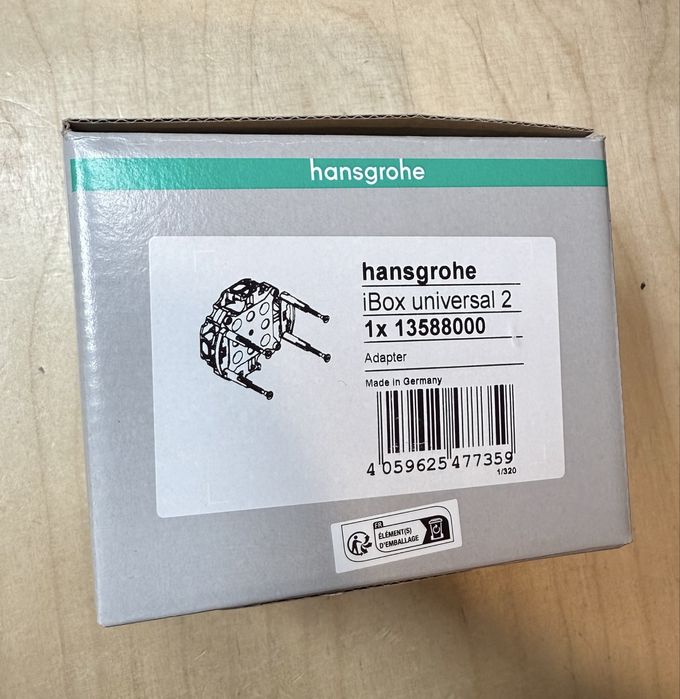 hansgrohe
hansgrohe
iBox universal 2
1x 13588000
Adapter
Made in Germany
4 059625 477359
1/320
FR
ÉLÉMENT(S)
D'EMBALLAGE